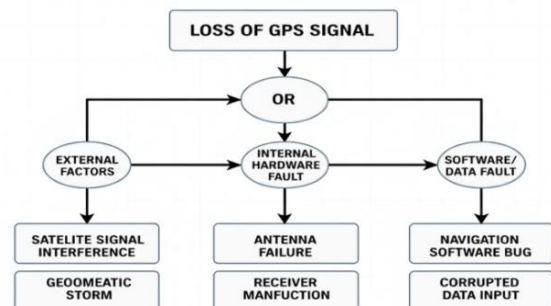 LOSS OF GPS SIGNAL
OR
EXTERNAL
FACTORS
INTERNAL
HARDWARE
FAULT
SOFTWARE/
DATA FAULT
SATELITE SIGNAL
INTERFERENCE
ANTENNA
FAILURE
NAVIGATION
SOFTWARE BUG
GEOOMEATIC
STORM
RECEIVER
MANFUCTION
CORRUPTED
DATA INPUT